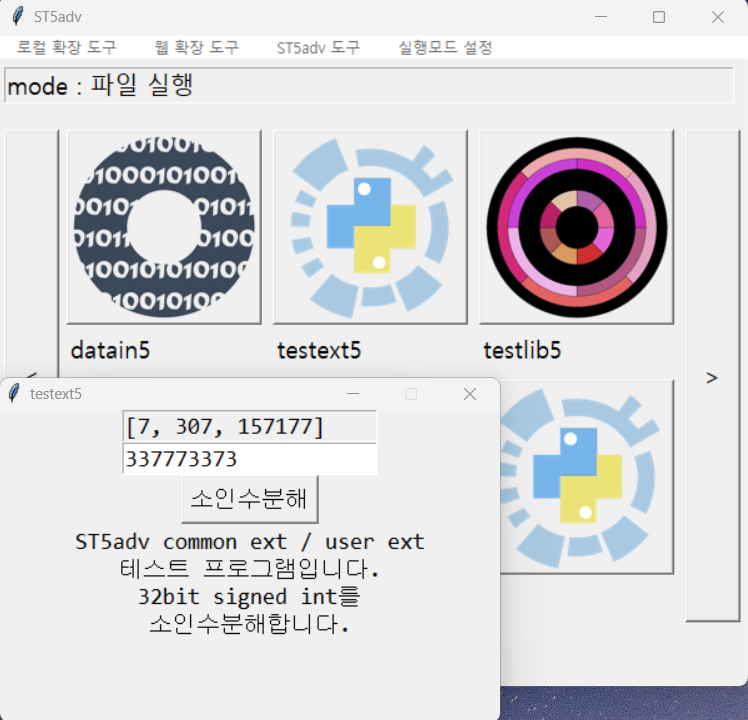 ST5adv
로컬 확장 도구 웹 확장 도구 ST5adv 도구 실행모드 설정
mode : 파일 실행
datain5 testext5 testlib5
<
>
testext5
[7, 307, 157177]
337773373
소인수분해
ST5adv common ext / user ext
테스트 프로그램입니다.
32bit signed int를
소인수분해합니다.